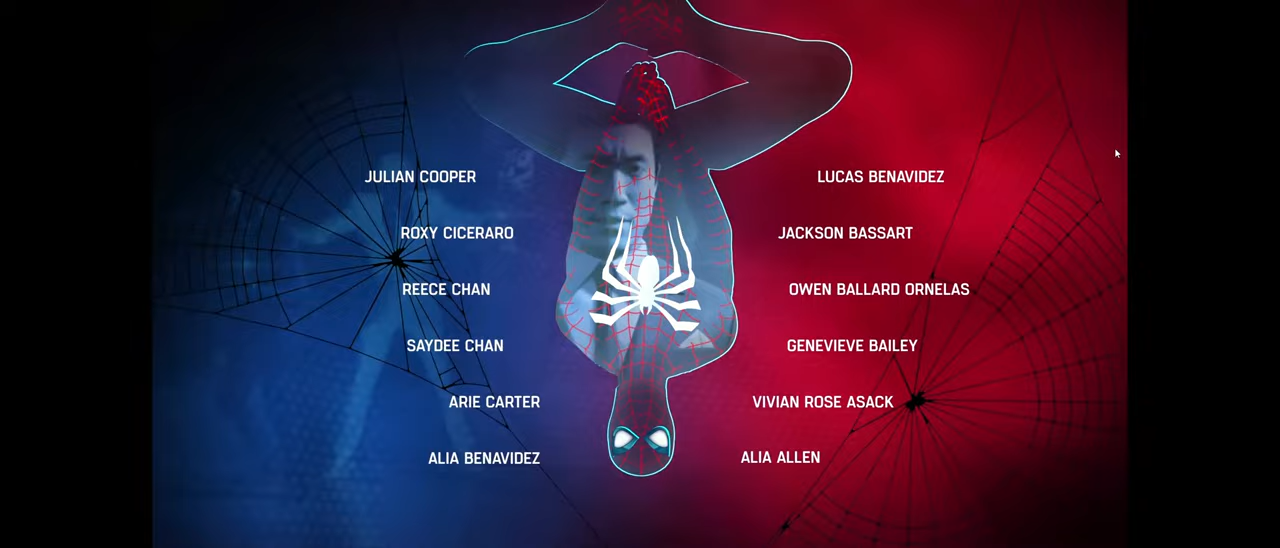 JULIAN COOPER
LUCAS BENAVIDEZ
ROXY CICERARO
JACKSON BASSART
REECE CHAN
OWEN BALLARD ORNELAS
SAYDEE CHAN
GENEVIEVE BAILEY
ARIE CARTER
VIVIAN ROSE ASACK
ALIA BENAVIDEZ
ALIA ALLEN